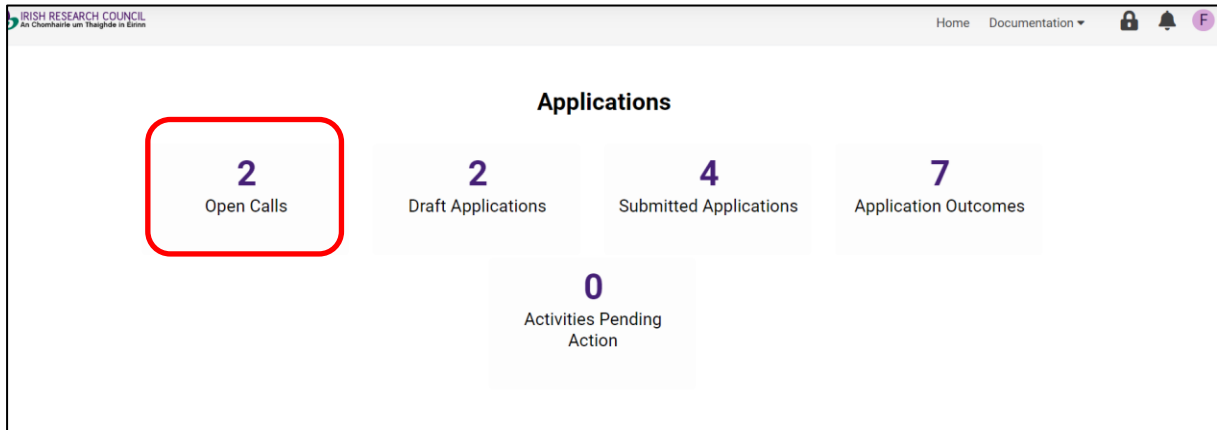 IRISH RESEARCH COUNCIL
An Chomhairle um Thaighde in Éirinn
Home Documentation F
Applications
2 2 4 7
Open Calls Draft Applications Submitted Applications Application Outcomes
0
Activities Pending
Action